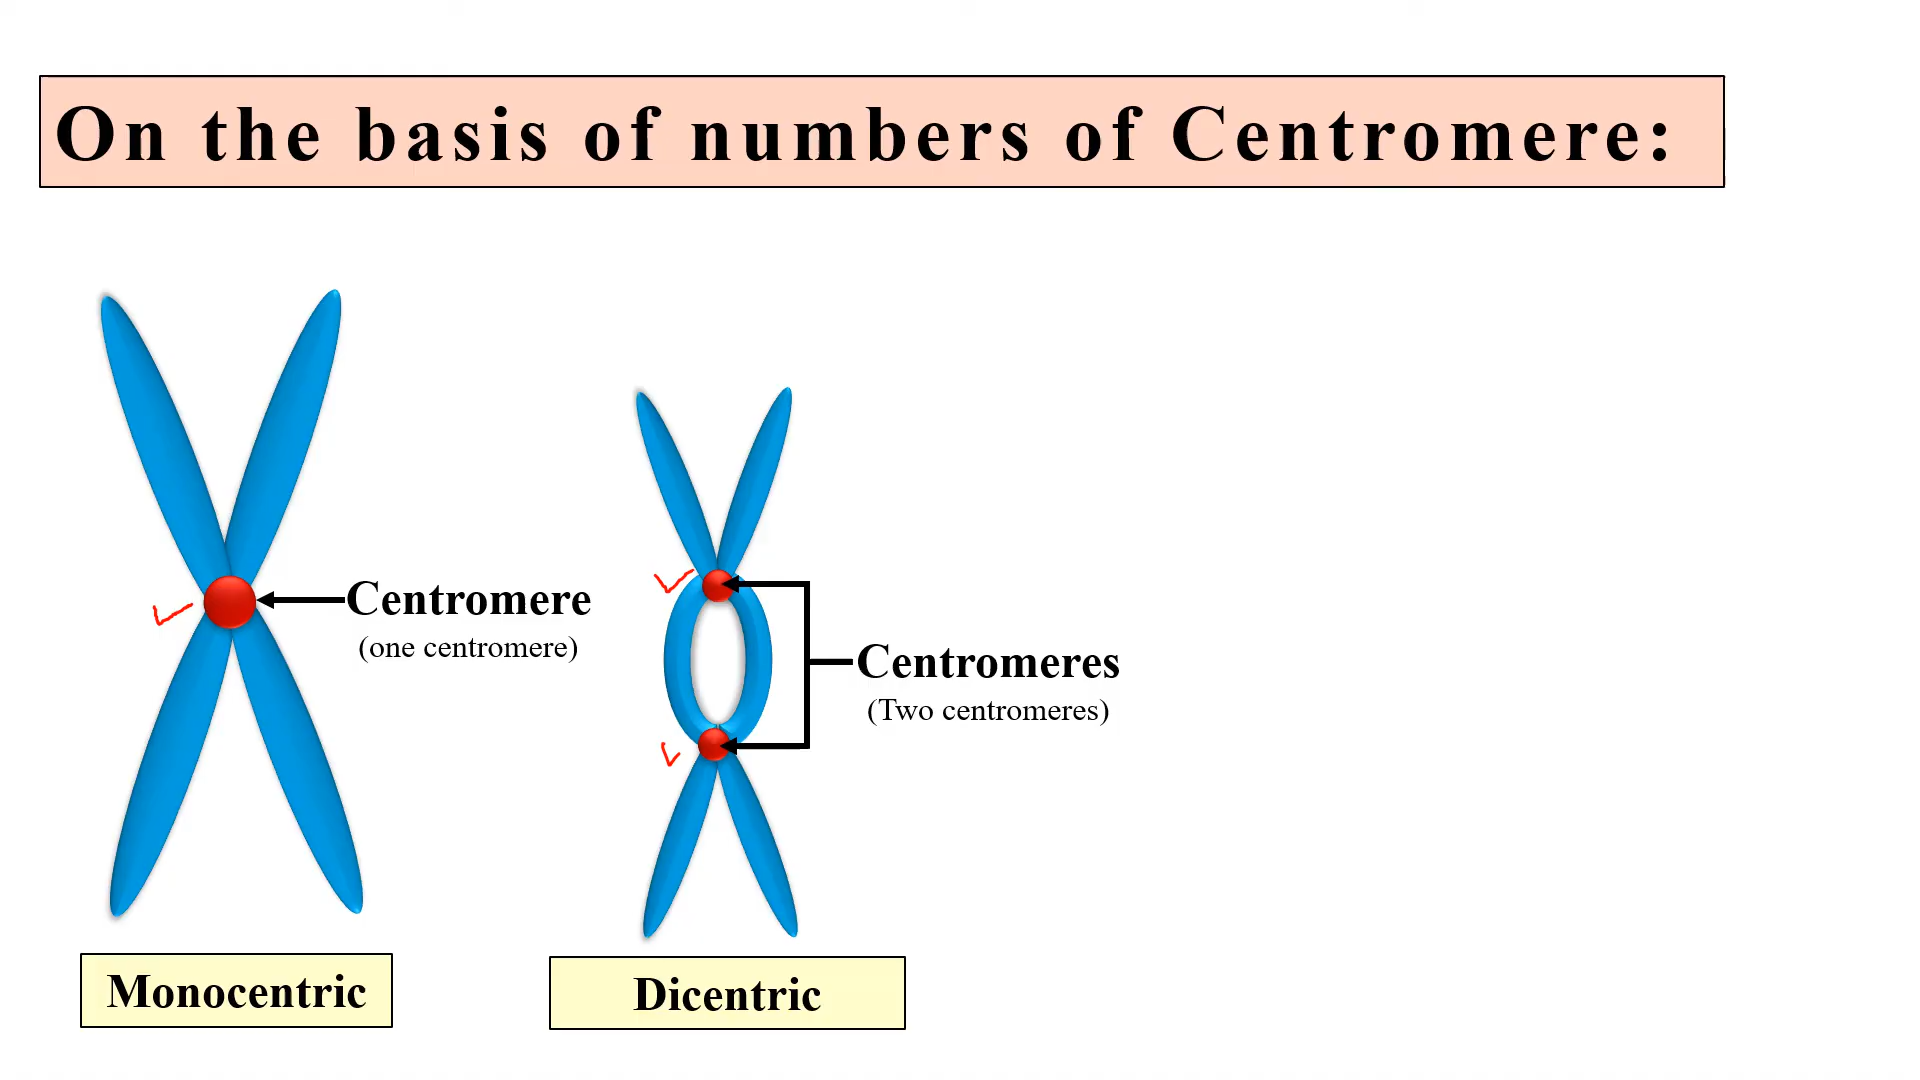 On the basis of numbers of Centromere:
Centromere
(one centromere)
Centromeres
(Two centromeres)
Monocentric
Dicentric